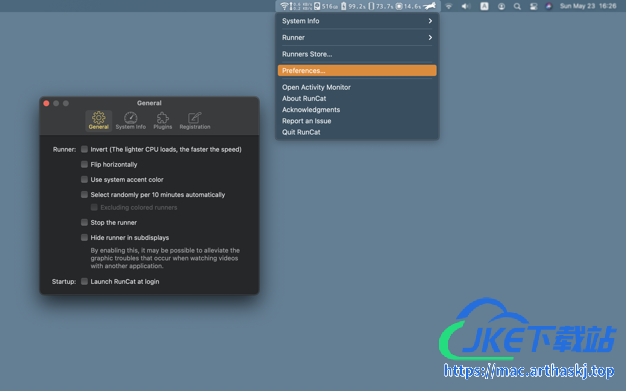 516w
99.2%
73.7%
14.6%
A
Sun May 23 16:26
System Info
Runner
Runners Store...
Preferences...
Open Activity Monitor
About RunCat
Acknowledgments
Report an Issue
Quit RunCat
General
General
System Info
Plugins
Registration
Runner:
Invert (The lighter CPU loads, the faster the speed)
Flip horizontally
Use system accent color
Select randomly per 10 minutes automatically
Excluding colored runners
Stop the runner
Hide runner in subdisplays
By enabling this, it may be possible to alleviate the
graphic troubles that occur when watching videos
with another application.
Startup:
Launch RunCat at login
JKE下载站
https://mac.arthaskj.top